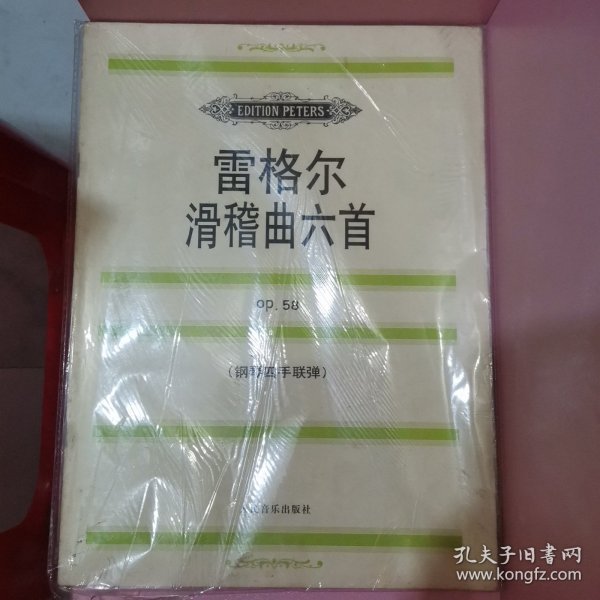 EDITION PETERS
雷格尔
滑稽曲六首
op. 58
(钢琴四手联弹)
人民音乐出版社
孔夫子旧书网
www.kongfz.com